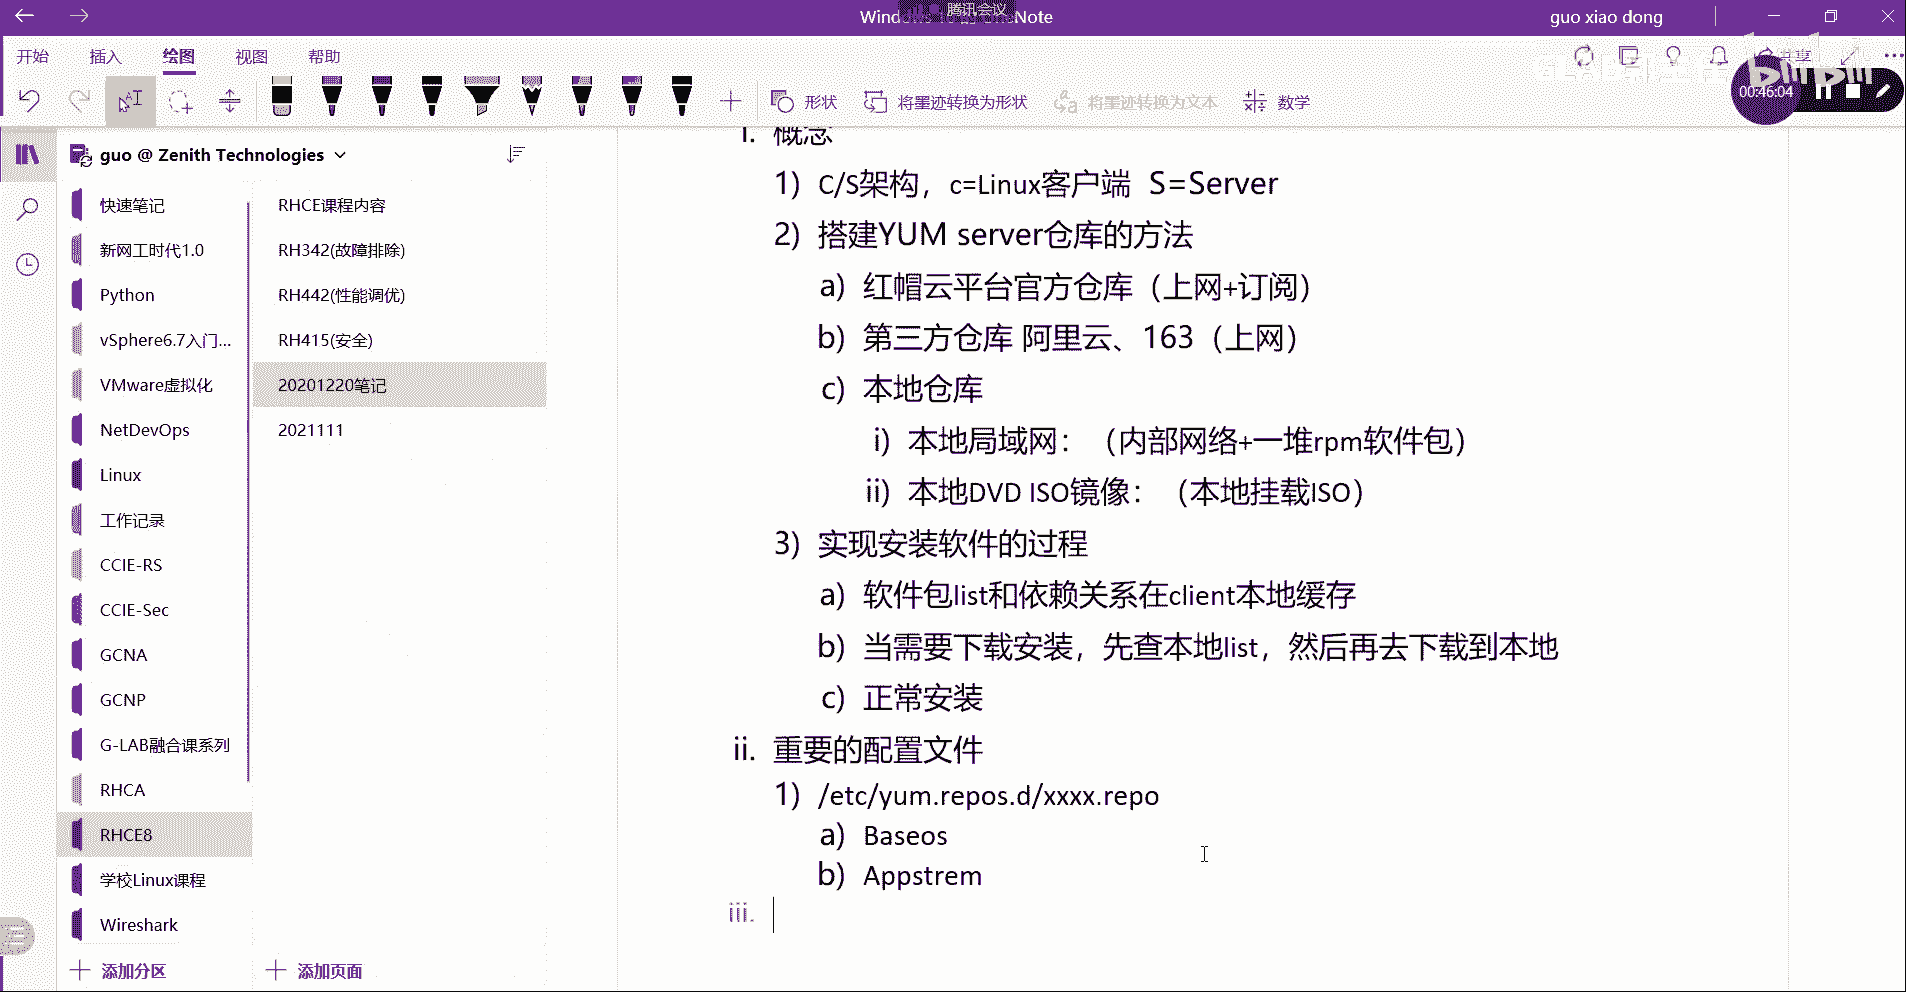 腾讯会议
guo xiao dong
开始 插入 绘图 视图 帮助
共享
bilibili
00:46:04
形状 将墨迹转换为形状 将墨迹转换为文本 数学
guo @ Zenith Technologies
快速笔记
新网工时代1.0
Python
vSphere6.7入门...
VMware虚拟化
NetDevOps
Linux
工作记录
CCIE-RS
CCIE-Sec
GCNA
GCNP
G-LAB融合课系列
RHCA
RHCE8
学校Linux课程
Wireshark
添加分区
RHCE课程内容
RH342(故障排除)
RH442(性能调优)
RH415(安全)
20201220笔记
2021111
添加页面
i. 概念
1) C/S架构，c=Linux客户端 S=Server
2) 搭建YUM server仓库的方法
a) 红帽云平台官方仓库（上网+订阅）
b) 第三方仓库 阿里云、163（上网）
c) 本地仓库
i) 本地局域网：（内部网络+一堆rpm软件包）
ii) 本地DVD ISO镜像：（本地挂载ISO）
3) 实现安装软件的过程
a) 软件包list和依赖关系在client本地缓存
b) 当需要下载安装，先查本地list，然后再去下载到本地
c) 正常安装
ii. 重要的配置文件
1) /etc/yum.repos.d/xxxx.repo
a) Baseos
b) Appstrem
iii.